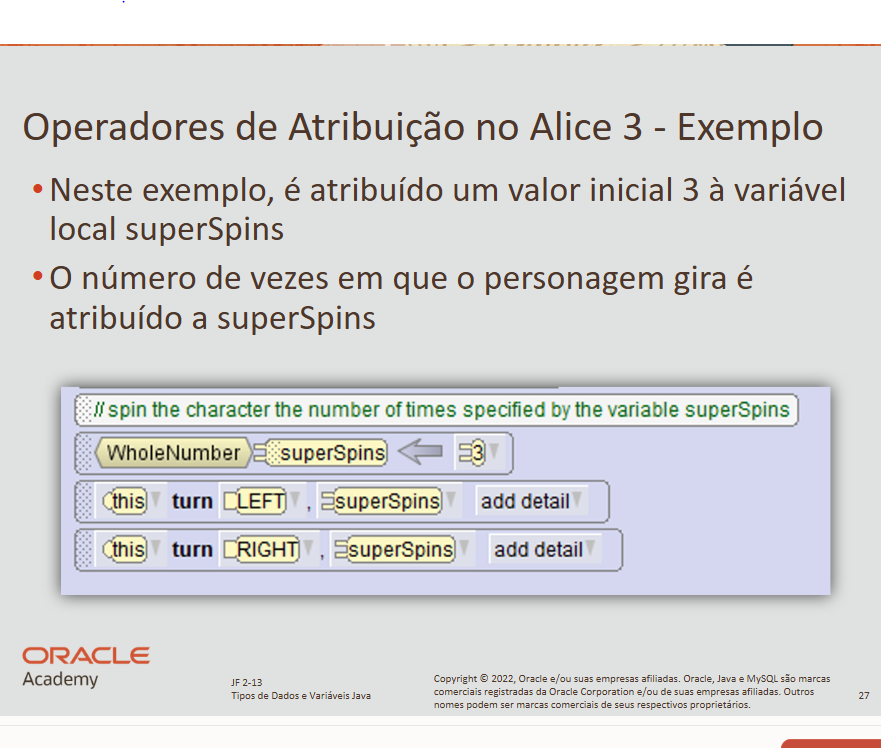 Operadores de Atribuição no Alice 3 - Exemplo
• Neste exemplo, é atribuído um valor inicial 3 à variável
local superSpins
• O número de vezes em que o personagem gira é
atribuído a superSpins
// spin the character the number of times specified by the variable superSpins
WholeNumber superSpins 3
this turn LEFT , superSpins add detail
this turn RIGHT , superSpins add detail
ORACLE
Academy
JF 2-13
Tipos de Dados e Variáveis Java
Copyright © 2022, Oracle e/ou suas empresas afiliadas. Oracle, Java e MySQL são marcas
comerciais registradas da Oracle Corporation e/ou de suas empresas afiliadas. Outros
nomes podem ser marcas comerciais de seus respectivos proprietários.
27